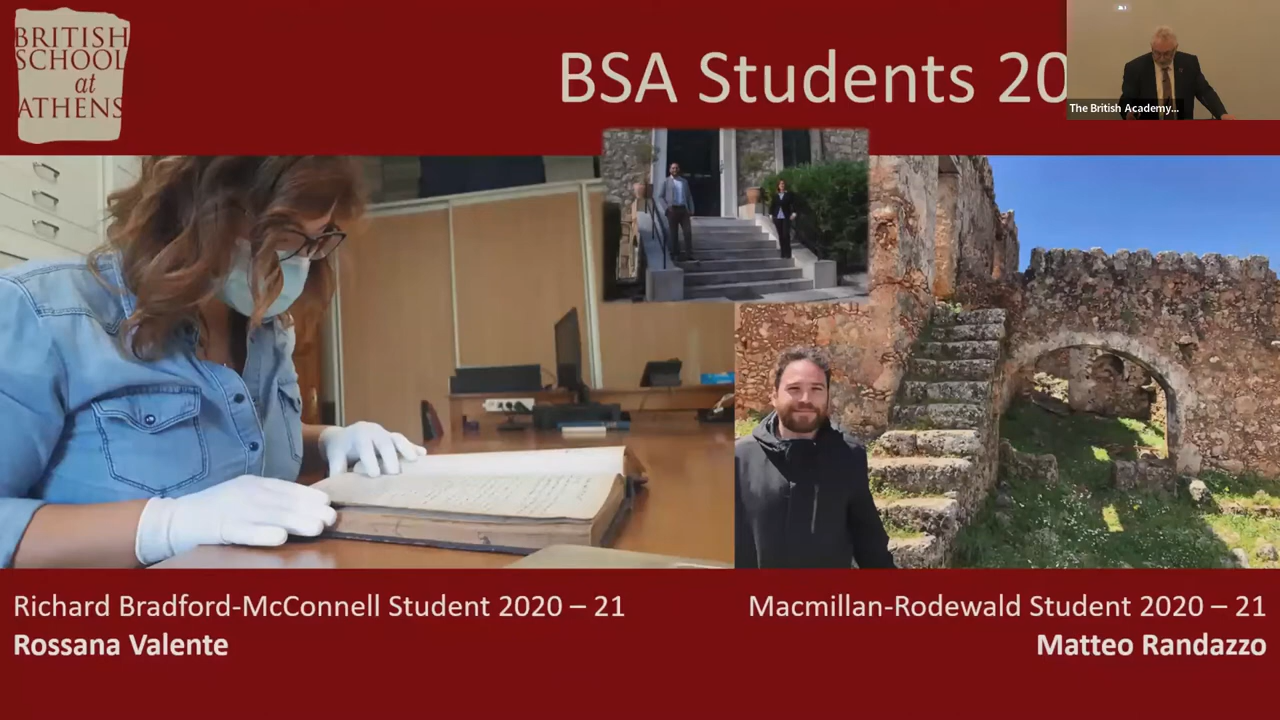 BRITISH
SCHOOL
at
ATHENS
BSA Students 20
The British Academy...
Richard Bradford-McConnell Student 2020 – 21
Rossana Valente
Macmillan-Rodewald Student 2020 – 21
Matteo Randazzo